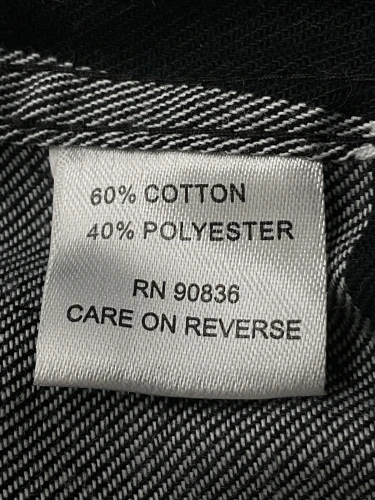 60% COTTON
40% POLYESTER
RN 90836
CARE ON REVERSE